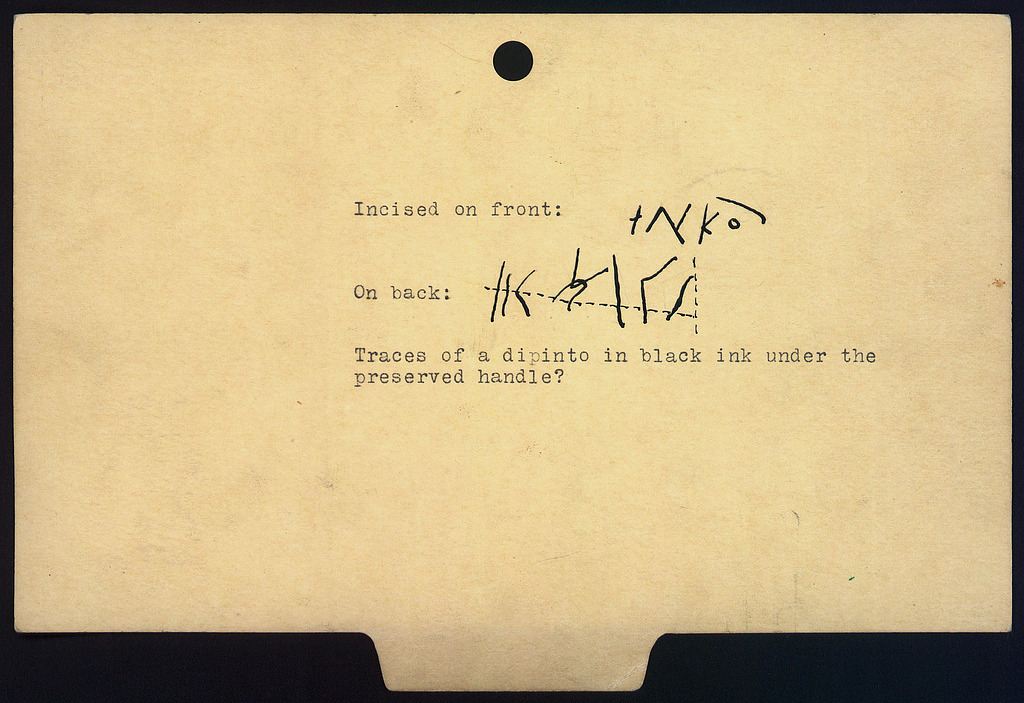 Incised on front:
On back:
Traces of a dipinto in black ink under the
preserved handle?